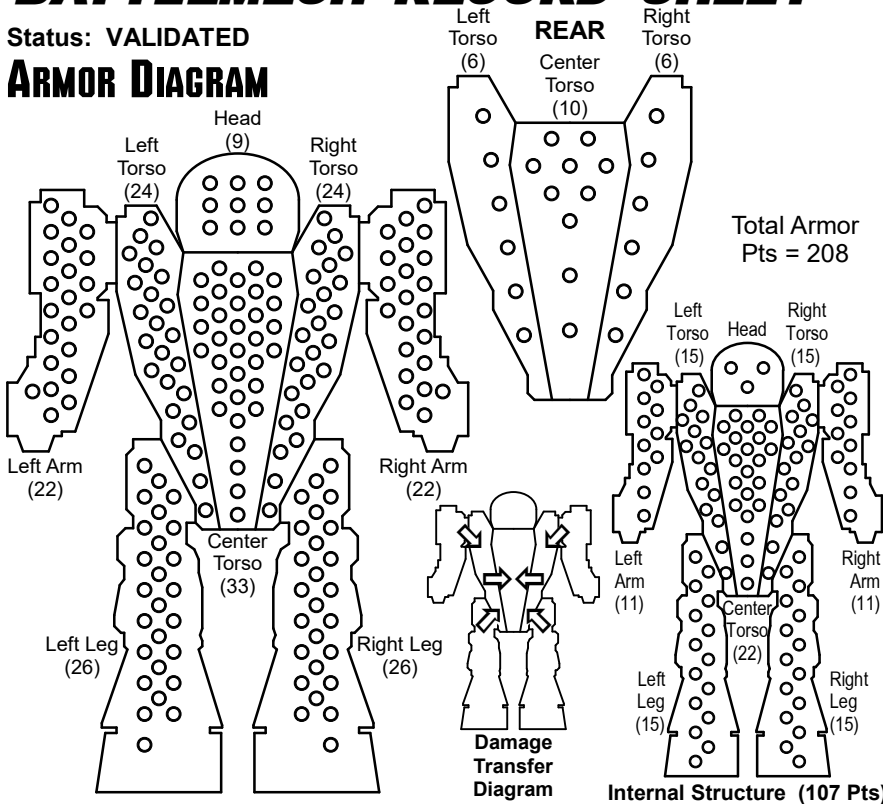 BATTLEMECH RECORD SHEET
Status: VALIDATED
ARMOR DIAGRAM
Head
(9)
Left
Torso
(24)
Right
Torso
(24)
Left Arm
(22)
Right Arm
(22)
Center
Torso
(33)
Left Leg
(26)
Right Leg
(26)
REAR
Left
Torso
(6)
Center
Torso
(10)
Right
Torso
(6)
Total Armor
Pts = 208
Damage
Transfer
Diagram
Left
Torso
(15)
Head
Right
Torso
(15)
Left
Arm
(11)
Right
Arm
(11)
Center
Torso
(22)
Left
Leg
(15)
Right
Leg
(15)
Internal Structure (107 Pts)